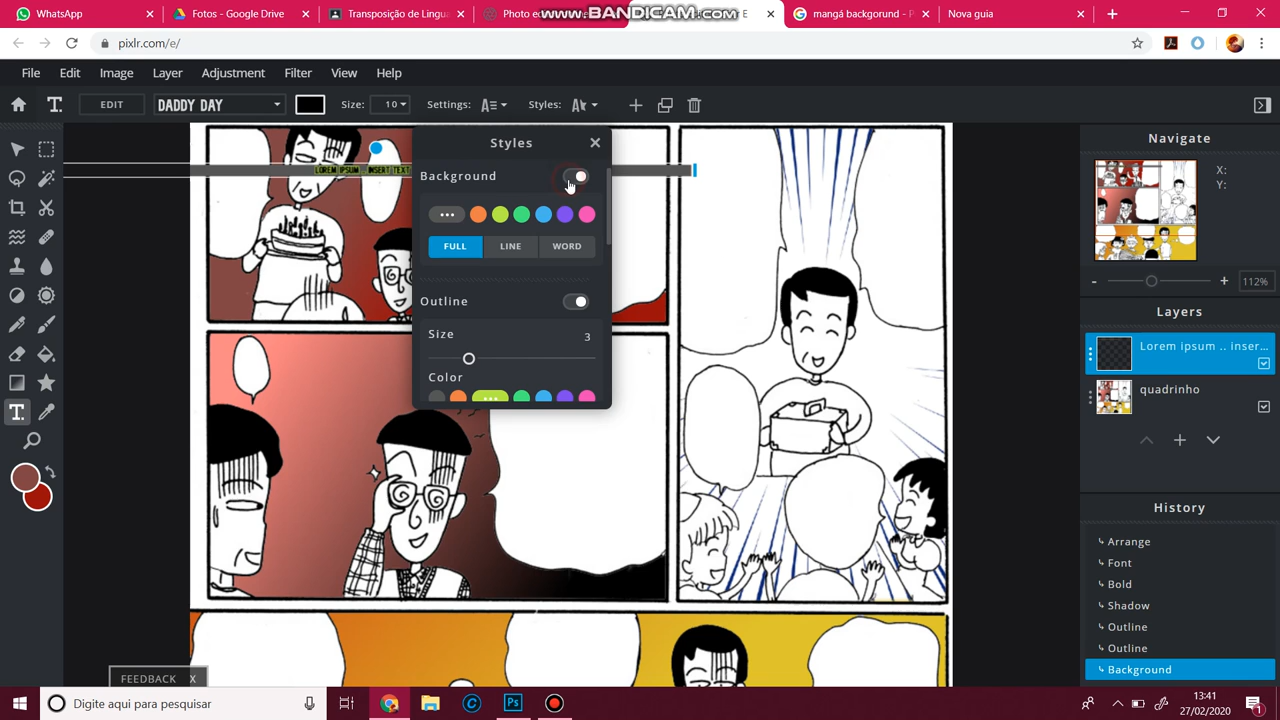 WhatsApp
Fotos - Google Drive
Transposição de Lingua
Photo e
E
mangá backgorund - P
Nova guia
www.BANDICAM.com
pixlr.com/e/
File Edit Image Layer Adjustment Filter View Help
EDIT DADDY DAY Size: 10 Settings: Styles:
Styles
Background
FULL LINE WORD
Outline
Size 3
Color
LOREM IPSUM .. INSERT TEXT
Navigate
X:
Y:
112%
Layers
Lorem ipsum .. inser...
quadrinho
History
Arrange
Font
Bold
Shadow
Outline
Outline
Background
FEEDBACK X
Digite aqui para pesquisar
13:41
27/02/2020
1